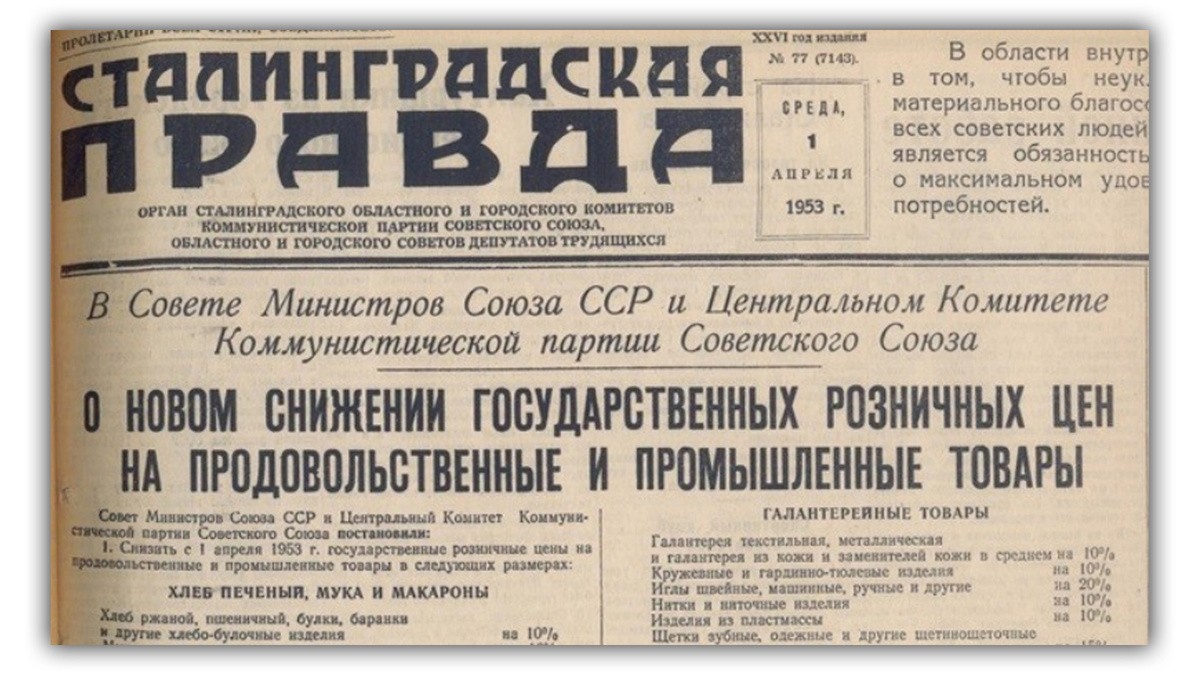 ПРОЛЕТАРИИ ВСЕХ СТРАН,
СТАЛИНГРАДСКАЯ
ПРАВДА
ОРГАН СТАЛИНГРАДСКОГО ОБЛАСТНОГО И ГОРОДСКОГО КОМИТЕТОВ
КОММУНИСТИЧЕСКОЙ ПАРТИИ СОВЕТСКОГО СОЮЗА,
ОБЛАСТНОГО И ГОРОДСКОГО СОВЕТОВ ДЕПУТАТОВ ТРУДЯЩИХСЯ
XXVI год издания
№ 77 (7143).
СРЕДА,
1
АПРЕЛЯ
1953 г.
В области внутр
в том, чтобы неук
материального благосо
всех советских людей
является обязанность
о максимальном удов
потребностей.
В Совете Министров Союза ССР и Центральном Комитете
Коммунистической партии Советского Союза
О НОВОМ СНИЖЕНИИ ГОСУДАРСТВЕННЫХ РОЗНИЧНЫХ ЦЕН
НА ПРОДОВОЛЬСТВЕННЫЕ И ПРОМЫШЛЕННЫЕ ТОВАРЫ
Совет Министров Союза ССР и Центральный Комитет Коммуни-
стической партии Советского Союза постановили:
1. Снизить с 1 апреля 1953 г. государственные розничные цены на
продовольственные и промышленные товары в следующих размерах:
ХЛЕБ ПЕЧЕНЫЙ, МУКА И МАКАРОНЫ
Хлеб ржаной, пшеничный, булки, баранки
и другие хлебо-булочные изделия на 10%
ГАЛАНТЕРЕЙНЫЕ ТОВАРЫ
Галантерея текстильная, металлическая
и галантерея из кожи и заменителей кожи в среднем на 10%
Кружевные и гардинно-тюлевые изделия на 10%
Иглы швейные, машинные, ручные и другие на 20%
Нитки и ниточные изделия на 10%
Изделия из пластмассы на 10%
Щетки зубные, одежные и другие щетинощеточные